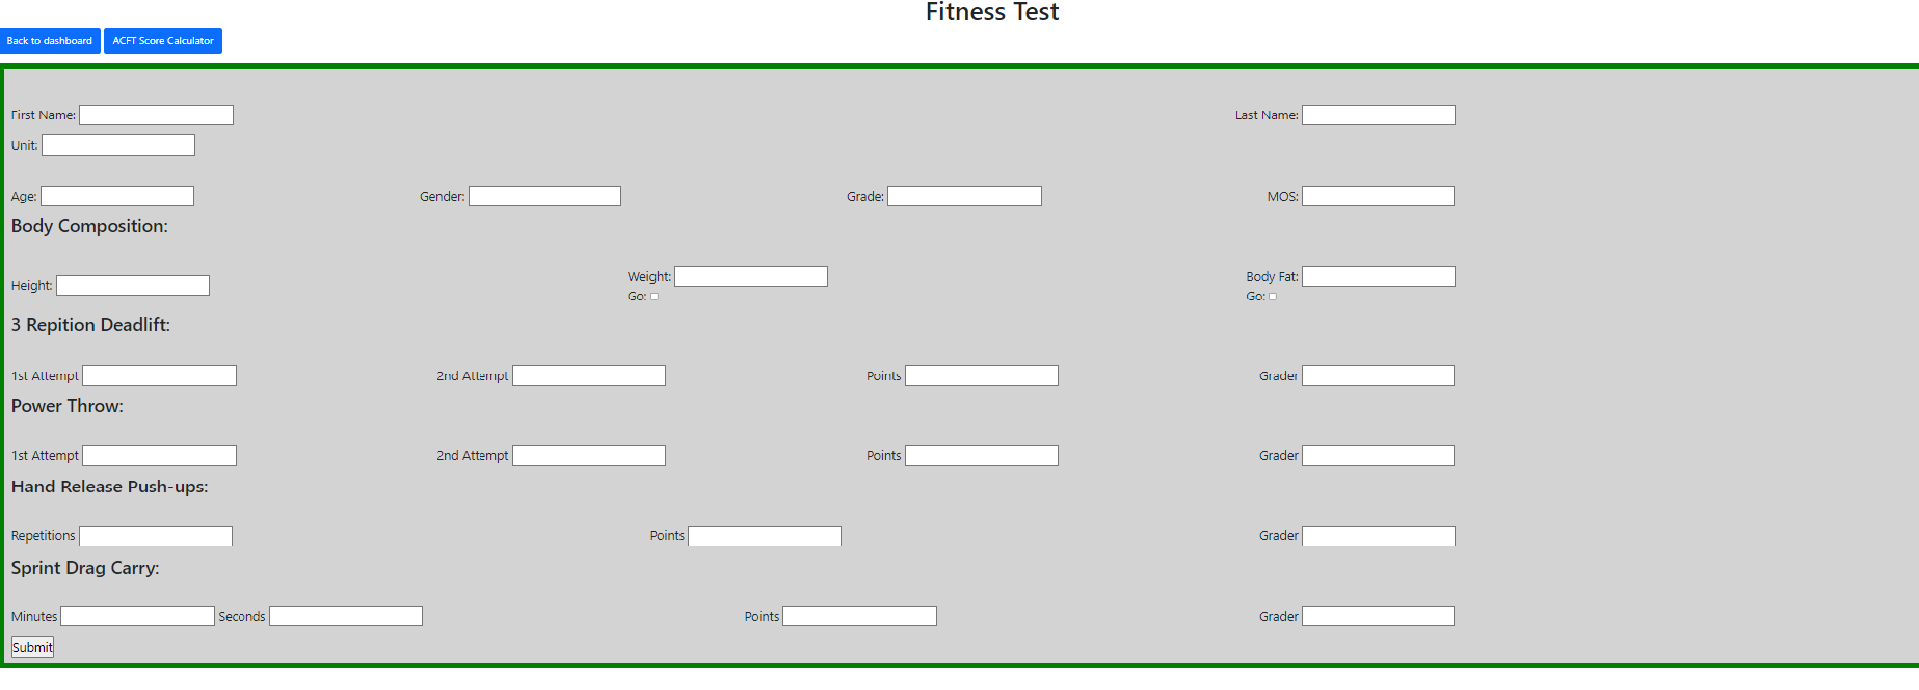 Fitness Test
Back to dashboard ACFT Score Calculator
First Name: Last Name:
Unit:
Age: Gender: Grade: MOS:
Body Composition:
Height: Weight: Body Fat:
Go: Go:
3 Repition Deadlift:
1st Attempt 2nd Attempt Points Grader
Power Throw:
1st Attempt 2nd Attempt Points Grader
Hand Release Push-ups:
Repetitions Points Grader
Sprint Drag Carry:
Minutes Seconds Points Grader
Submit